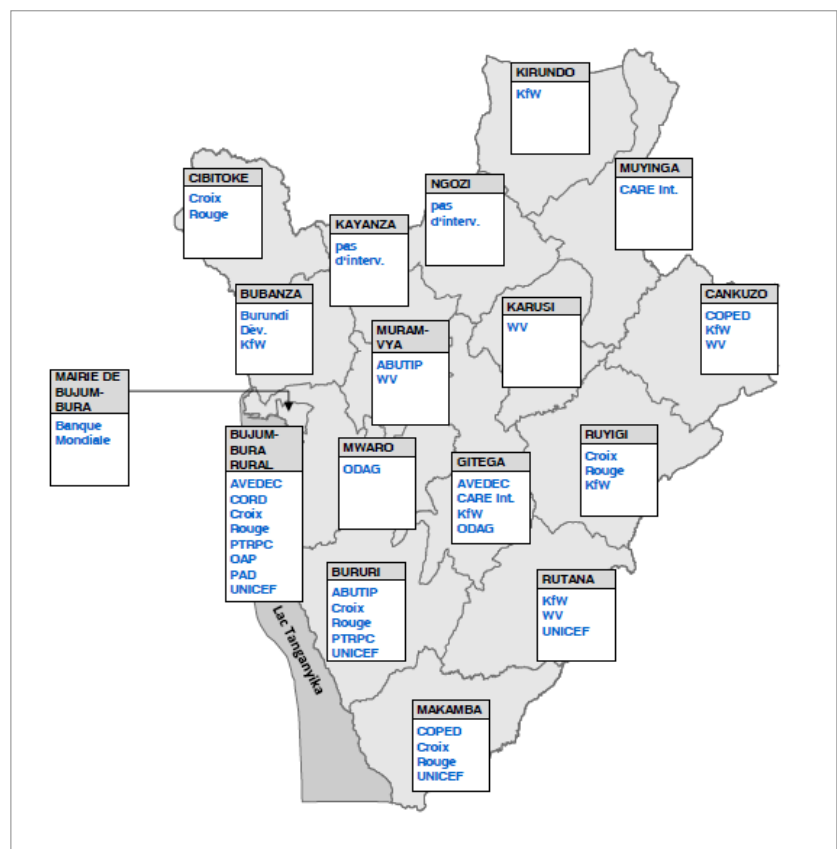 KIRUNDO
KfW
MUYINGA
CARE Int.
CIBITOKE
Croix
Rouge
NGOZI
pas
d'interv.
KAYANZA
pas
d'interv.
BUBANZA
Burundi
Dév.
KfW
KARUSI
WV
CANKUZO
COPED
KfW
WV
MURAM-
VYA
ABUTIP
WV
MAIRIE DE
BUJUM-
BURA
Banque
Mondiale
BUJUM-
BURA
RURAL
AVEDEC
CORD
Croix
Rouge
PTRPC
OAP
PAD
UNICEF
MWARO
ODAG
GITEGA
AVEDEC
CARE Int.
KfW
ODAG
RUYIGI
Croix
Rouge
KfW
BURURI
ABUTIP
Croix
Rouge
PTRPC
UNICEF
RUTANA
KfW
WV
UNICEF
Lac Tanganyika
MAKAMBA
COPED
Croix
Rouge
UNICEF